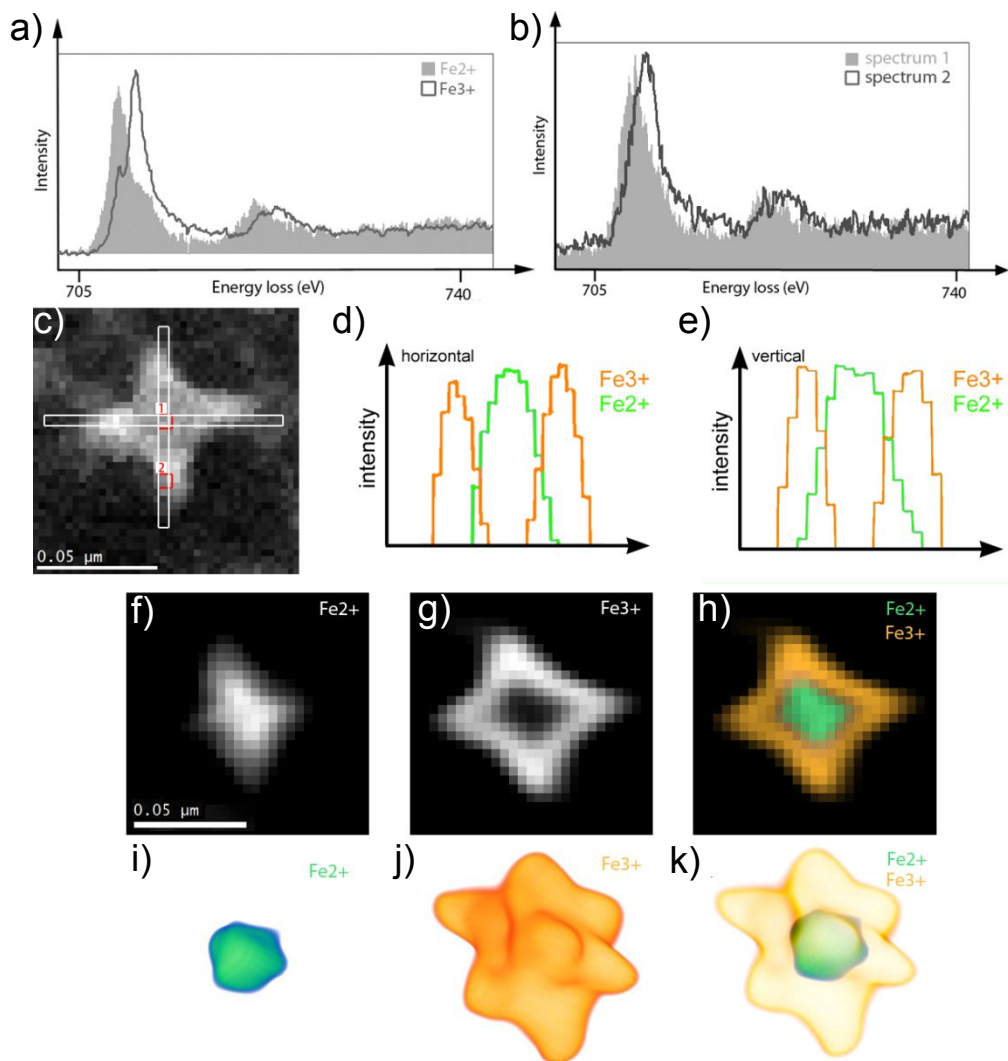 a)
Fe2+
Fe3+
Intensity
705
Energy loss (eV)
740
b)
spectrum 1
spectrum 2
Intensity
705
Energy loss (eV)
740
c)
1
2
0.05 µm
d)
horizontal
Fe3+
Fe2+
intensity
e)
vertical
Fe3+
Fe2+
intensity
f)
Fe2+
0.05 µm
g)
Fe3+
h)
Fe2+
Fe3+
i)
Fe2+
j)
Fe3+
k)
Fe2+
Fe3+